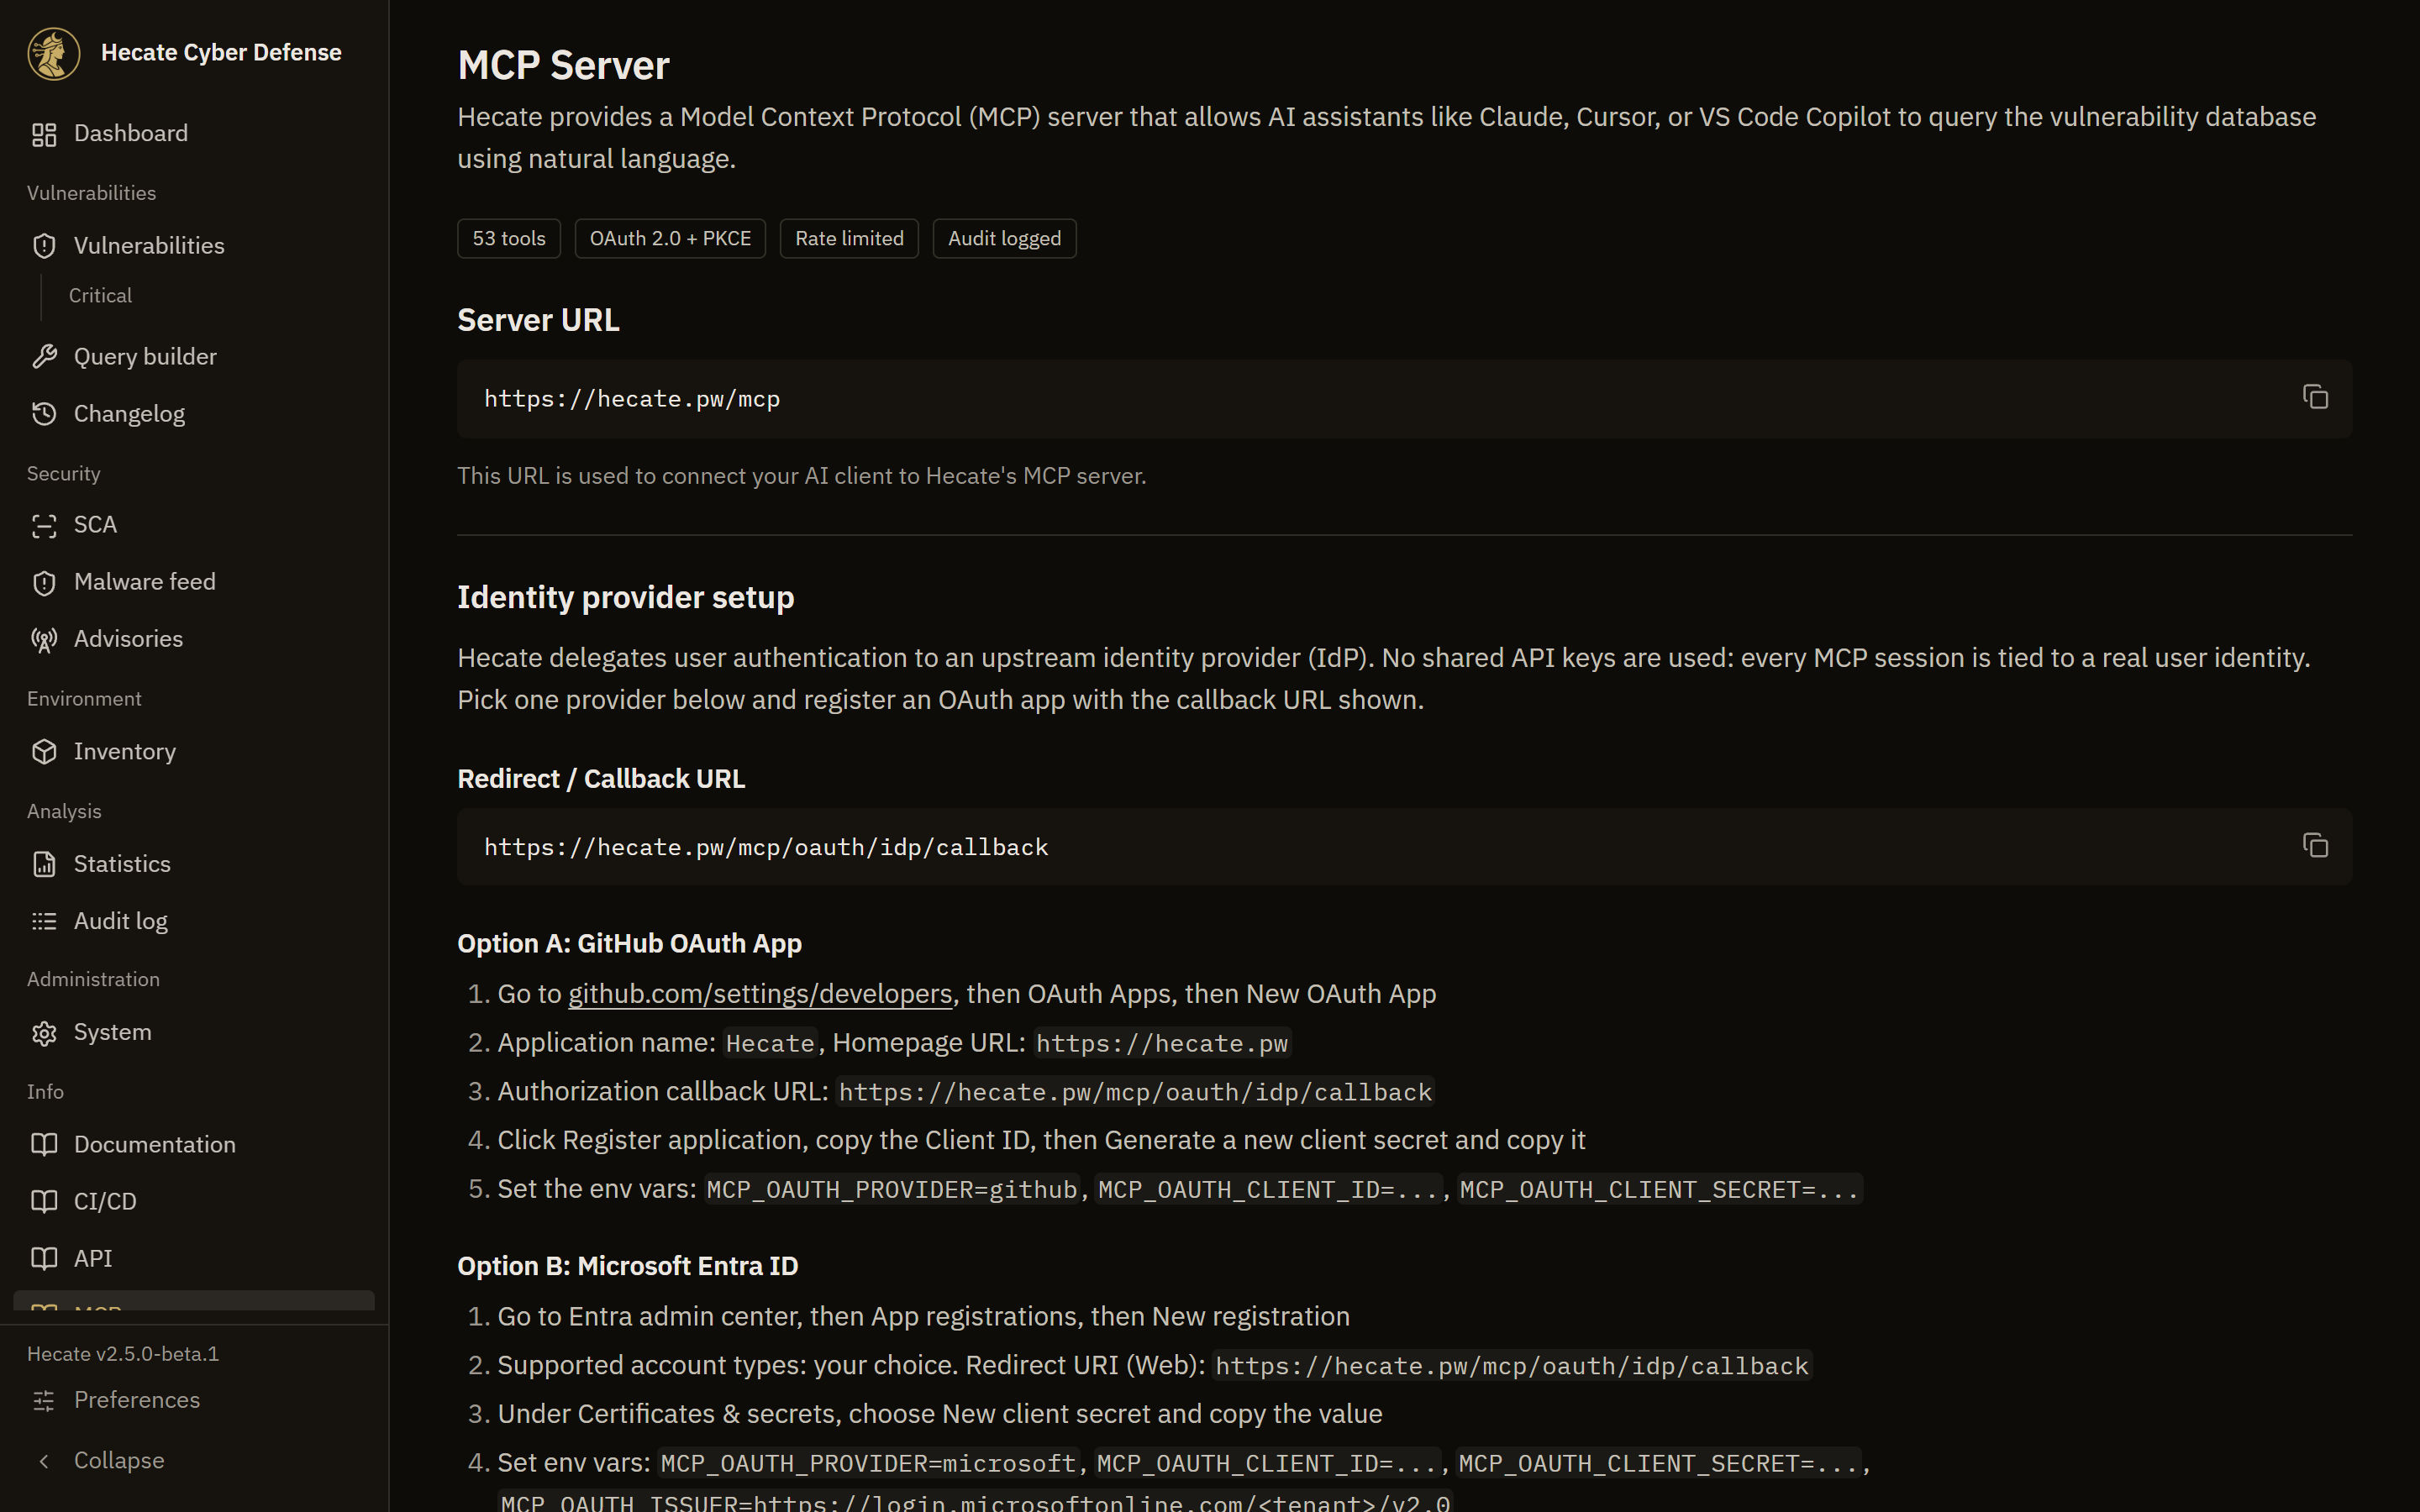 Hecate Cyber Defense
Dashboard
Vulnerabilities
Vulnerabilities
Critical
Query builder
Changelog
Security
SCA
Malware feed
Advisories
Environment
Inventory
Analysis
Statistics
Audit log
Administration
System
Info
Documentation
CI/CD
API
MCP
Hecate v2.5.0-beta.1
Preferences
Collapse
MCP Server
Hecate provides a Model Context Protocol (MCP) server that allows AI assistants like Claude, Cursor, or VS Code Copilot to query the vulnerability database
using natural language.
53 tools
OAuth 2.0 + PKCE
Rate limited
Audit logged
Server URL
https://hecate.pw/mcp
This URL is used to connect your AI client to Hecate's MCP server.
Identity provider setup
Hecate delegates user authentication to an upstream identity provider (IdP). No shared API keys are used: every MCP session is tied to a real user identity.
Pick one provider below and register an OAuth app with the callback URL shown.
Redirect / Callback URL
https://hecate.pw/mcp/oauth/idp/callback
Option A: GitHub OAuth App
1. Go to github.com/settings/developers, then OAuth Apps, then New OAuth App
2. Application name: Hecate, Homepage URL: https://hecate.pw
3. Authorization callback URL: https://hecate.pw/mcp/oauth/idp/callback
4. Click Register application, copy the Client ID, then Generate a new client secret and copy it
5. Set the env vars: MCP_OAUTH_PROVIDER=github, MCP_OAUTH_CLIENT_ID=..., MCP_OAUTH_CLIENT_SECRET=...
Option B: Microsoft Entra ID
1. Go to Entra admin center, then App registrations, then New registration
2. Supported account types: your choice. Redirect URI (Web): https://hecate.pw/mcp/oauth/idp/callback
3. Under Certificates & secrets, choose New client secret and copy the value
4. Set env vars: MCP_OAUTH_PROVIDER=microsoft, MCP_OAUTH_CLIENT_ID=..., MCP_OAUTH_CLIENT_SECRET=...,
MCP_OAUTH_ISSUER=https://login.microsoftonline.com/<tenant>/v2.0